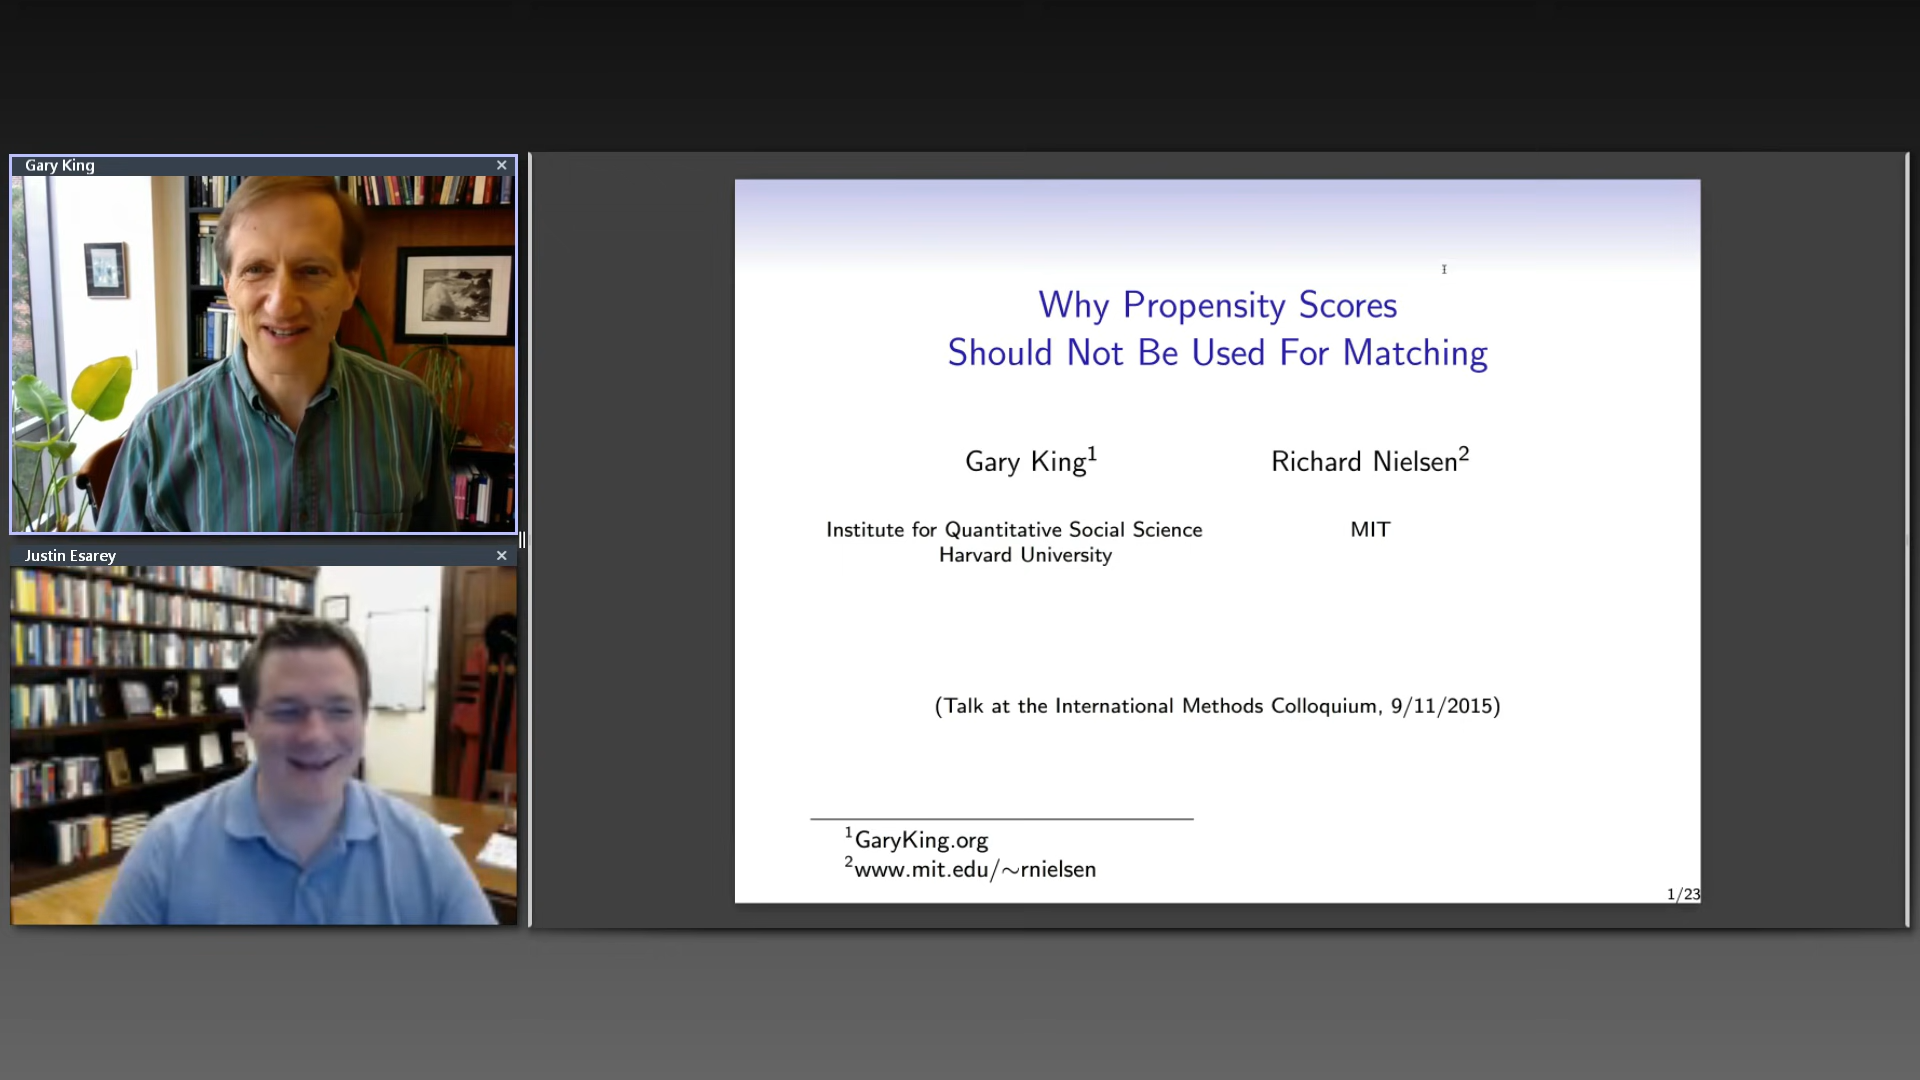 Gary King
Justin Esarey
Why Propensity Scores
Should Not Be Used For Matching
Gary King¹ Richard Nielsen²
Institute for Quantitative Social Science MIT
Harvard University
(Talk at the International Methods Colloquium, 9/11/2015)
¹GaryKing.org
²www.mit.edu/~rnielsen
1/23